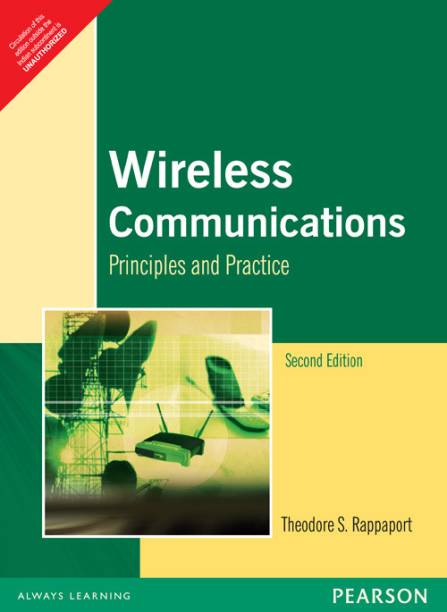 Circulation of this
edition outside the
Indian subcontinent is
UNAUTHORIZED
Wireless
Communications
Principles and Practice
Second Edition
Theodore S. Rappaport
ALWAYS LEARNING
PEARSON